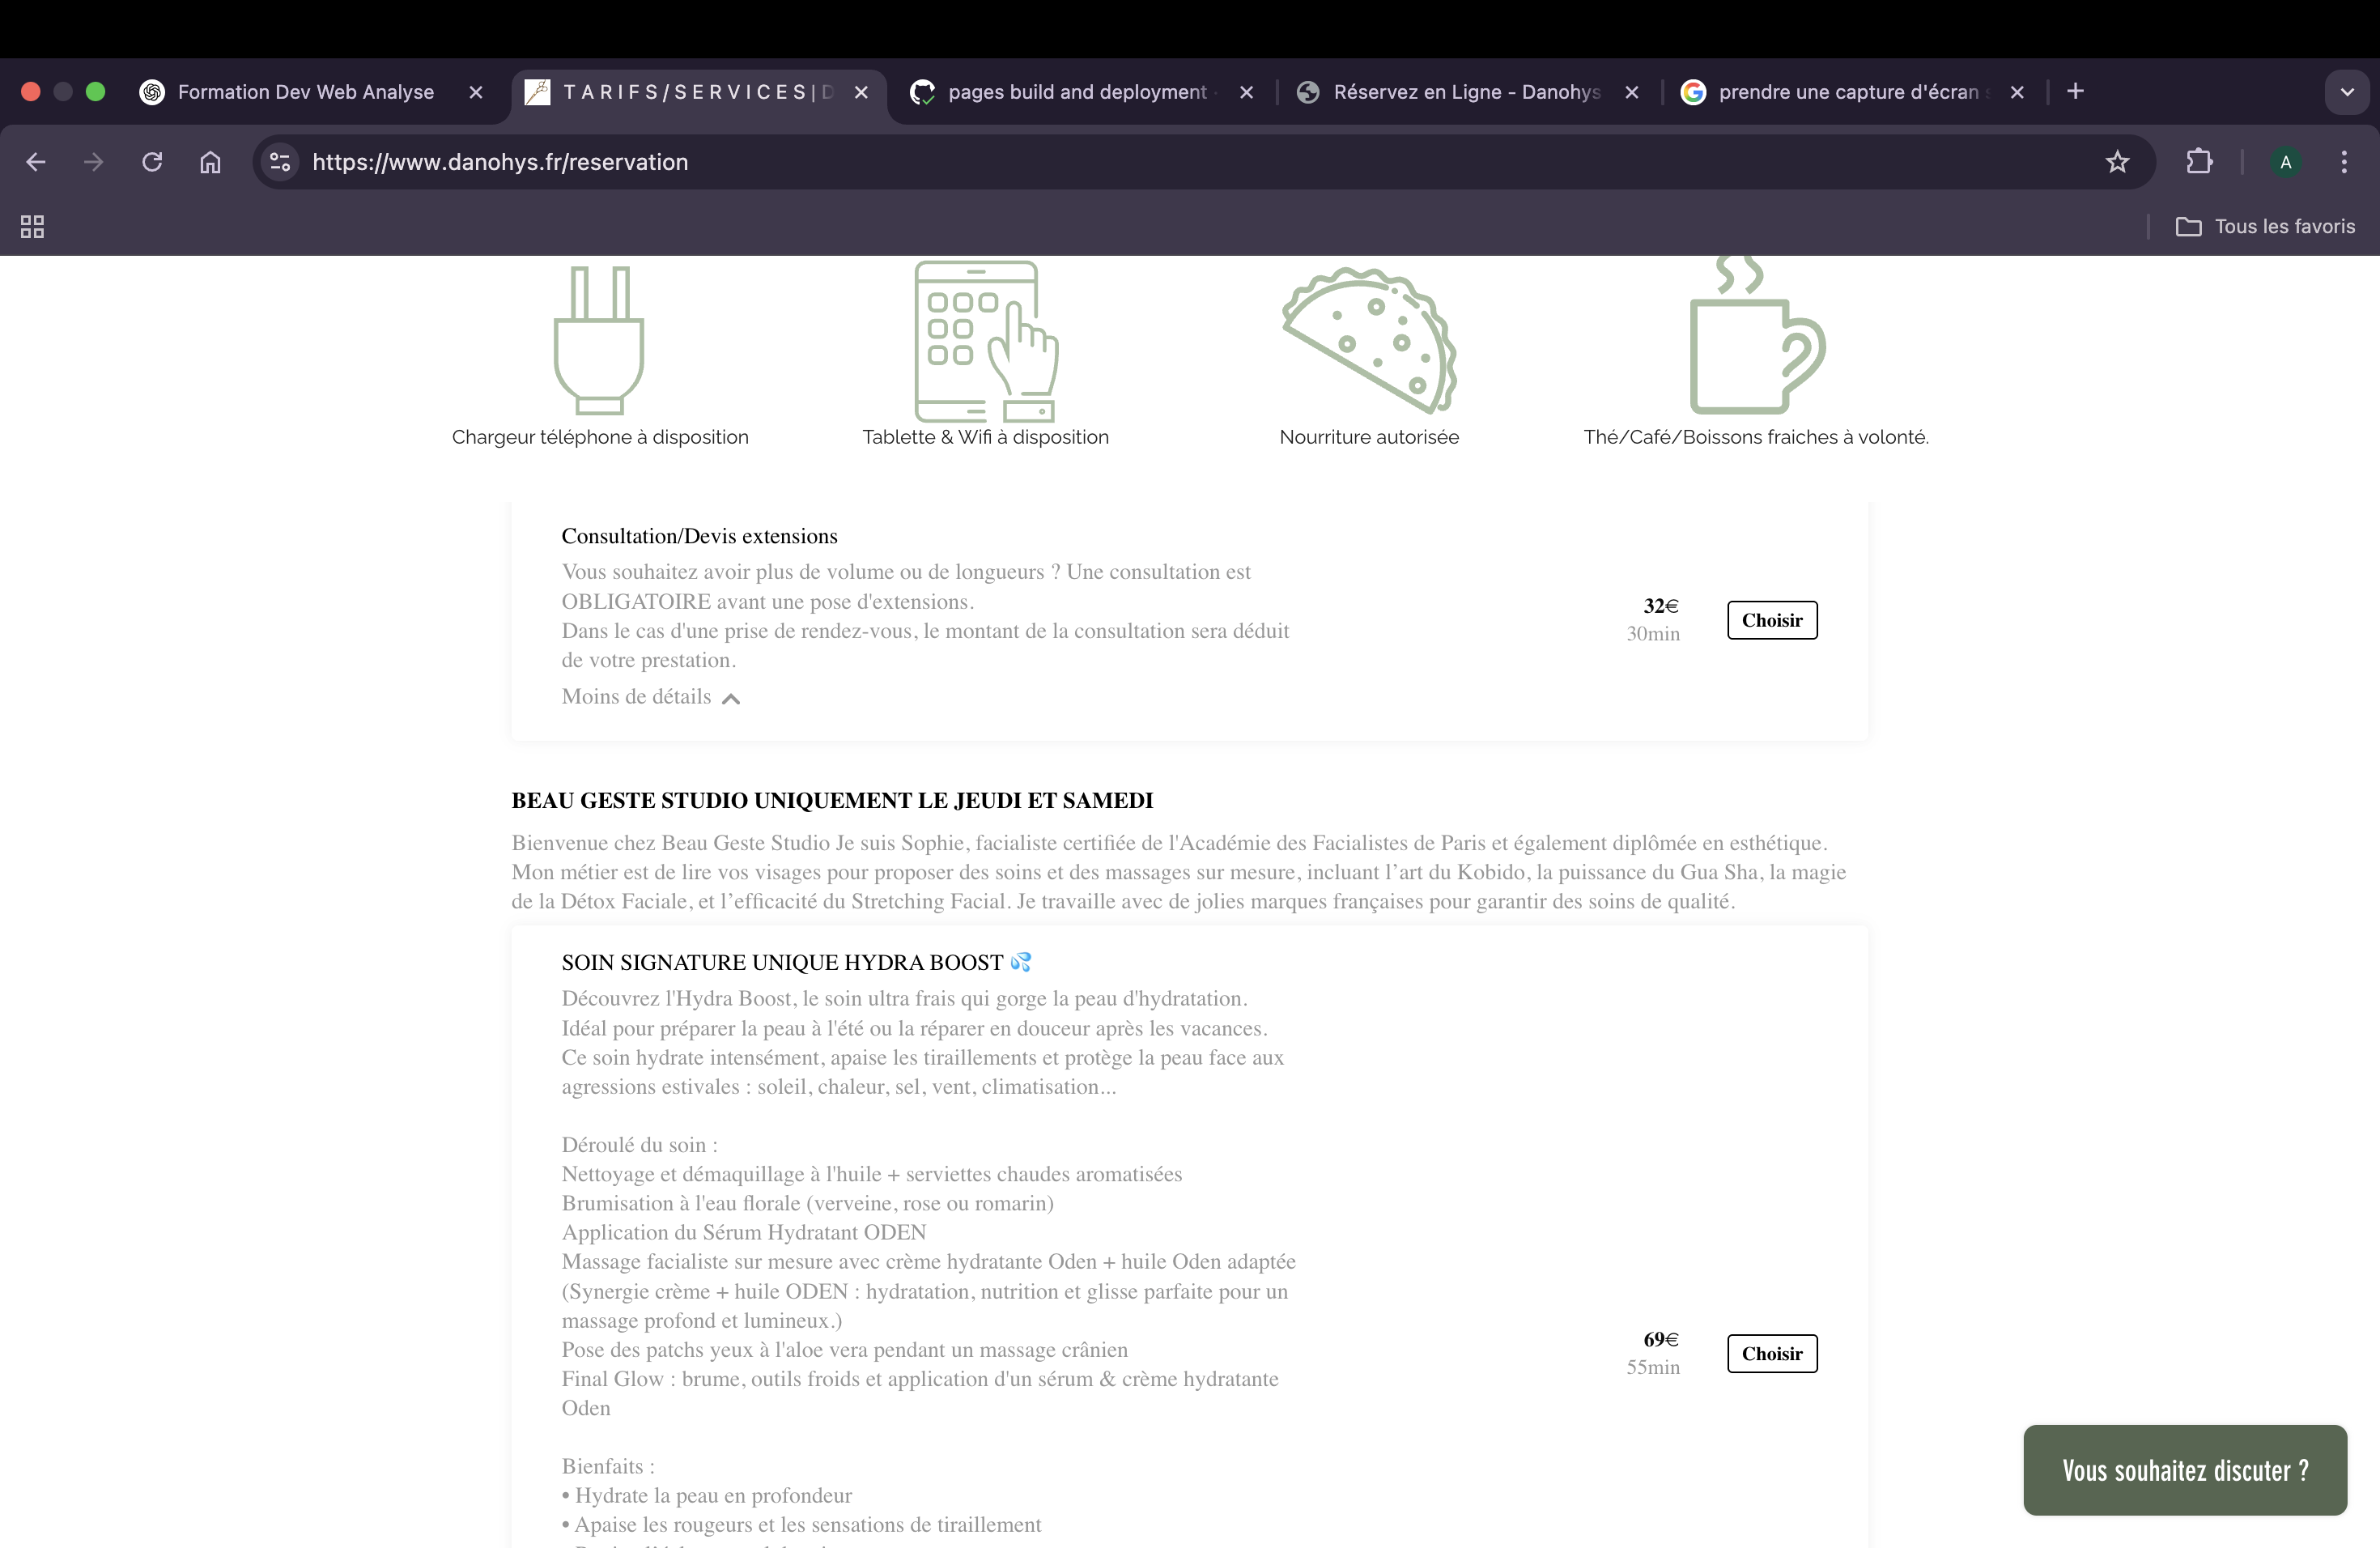 Formation Dev Web Analyse
T A R I F S / S E R V I C E S | D
pages build and deployment ·
Réservez en Ligne - Danohys
prendre une capture d'écran s
https://www.danohys.fr/reservation
A
Tous les favoris
Chargeur téléphone à disposition
Tablette & Wifi à disposition
Nourriture autorisée
Thé/Café/Boissons fraiches à volonté.
Consultation/Devis extensions
Vous souhaitez avoir plus de volume ou de longueurs ? Une consultation est
OBLIGATOIRE avant une pose d'extensions.
Dans le cas d'une prise de rendez-vous, le montant de la consultation sera déduit
de votre prestation.
Moins de détails
32€
30min
Choisir
BEAU GESTE STUDIO UNIQUEMENT LE JEUDI ET SAMEDI
Bienvenue chez Beau Geste Studio Je suis Sophie, facialiste certifiée de l'Académie des Facialistes de Paris et également diplômée en esthétique.
Mon métier est de lire vos visages pour proposer des soins et des massages sur mesure, incluant l’art du Kobido, la puissance du Gua Sha, la magie
de la Détox Faciale, et l’efficacité du Stretching Facial. Je travaille avec de jolies marques françaises pour garantir des soins de qualité.
SOIN SIGNATURE UNIQUE HYDRA BOOST 💦
Découvrez l'Hydra Boost, le soin ultra frais qui gorge la peau d'hydratation.
Idéal pour préparer la peau à l'été ou la réparer en douceur après les vacances.
Ce soin hydrate intensément, apaise les tiraillements et protège la peau face aux
agressions estivales : soleil, chaleur, sel, vent, climatisation...
Déroulé du soin :
Nettoyage et démaquillage à l'huile + serviettes chaudes aromatisées
Brumisation à l'eau florale (verveine, rose ou romarin)
Application du Sérum Hydratant ODEN
Massage facialiste sur mesure avec crème hydratante Oden + huile Oden adaptée
(Synergie crème + huile ODEN : hydratation, nutrition et glisse parfaite pour un
massage profond et lumineux.)
Pose des patchs yeux à l'aloe vera pendant un massage crânien
Final Glow : brume, outils froids et application d'un sérum & crème hydratante
Oden
69€
55min
Choisir
Bienfaits :
• Hydrate la peau en profondeur
• Apaise les rougeurs et les sensations de tiraillement
Vous souhaitez discuter ?